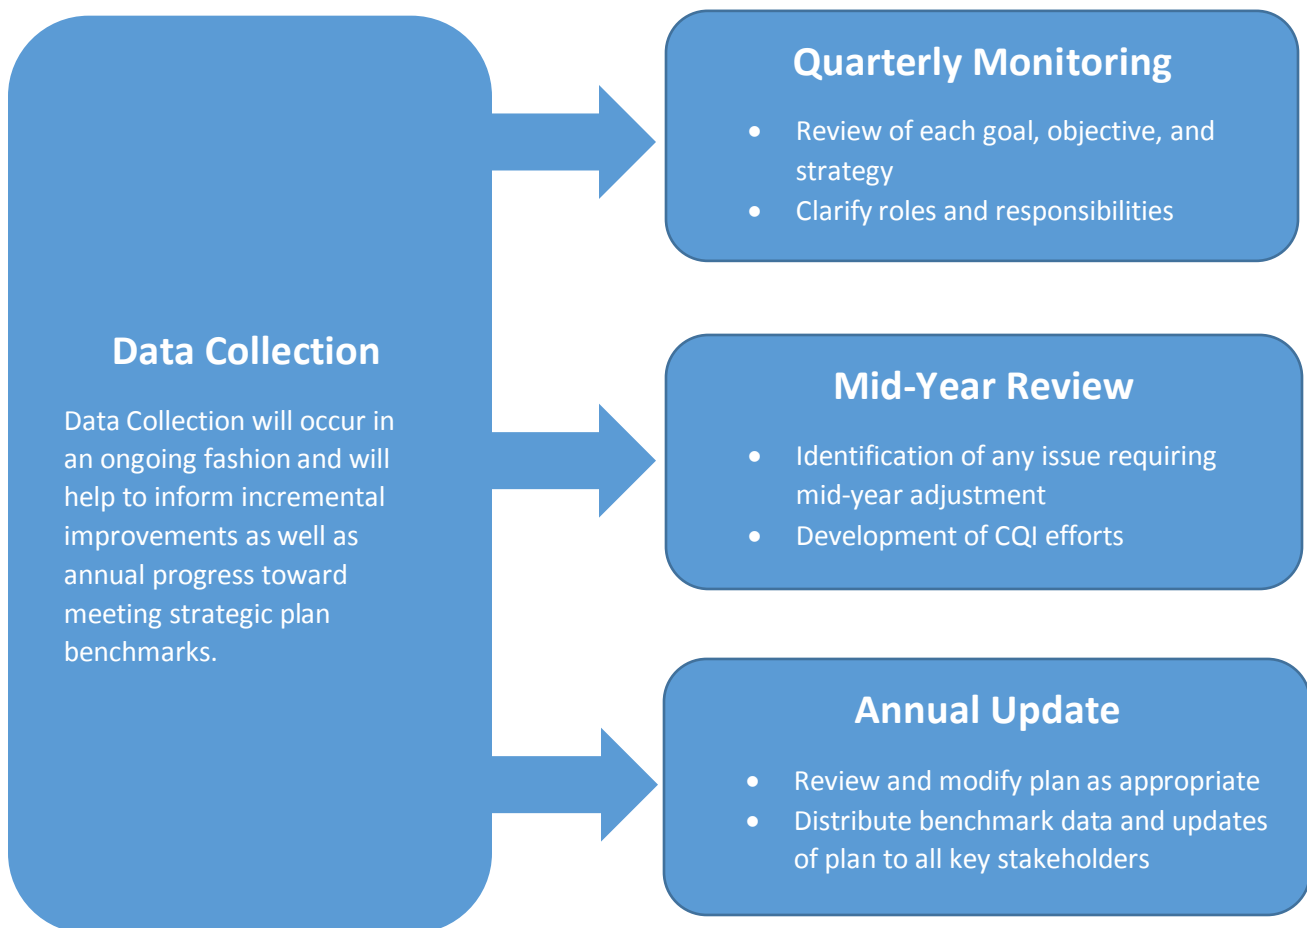 Data Collection
Data Collection will occur in
an ongoing fashion and will
help to inform incremental
improvements as well as
annual progress toward
meeting strategic plan
benchmarks.
Quarterly Monitoring
• Review of each goal, objective, and
strategy
• Clarify roles and responsibilities
Mid-Year Review
• Identification of any issue requiring
mid-year adjustment
• Development of CQI efforts
Annual Update
• Review and modify plan as appropriate
• Distribute benchmark data and updates
of plan to all key stakeholders